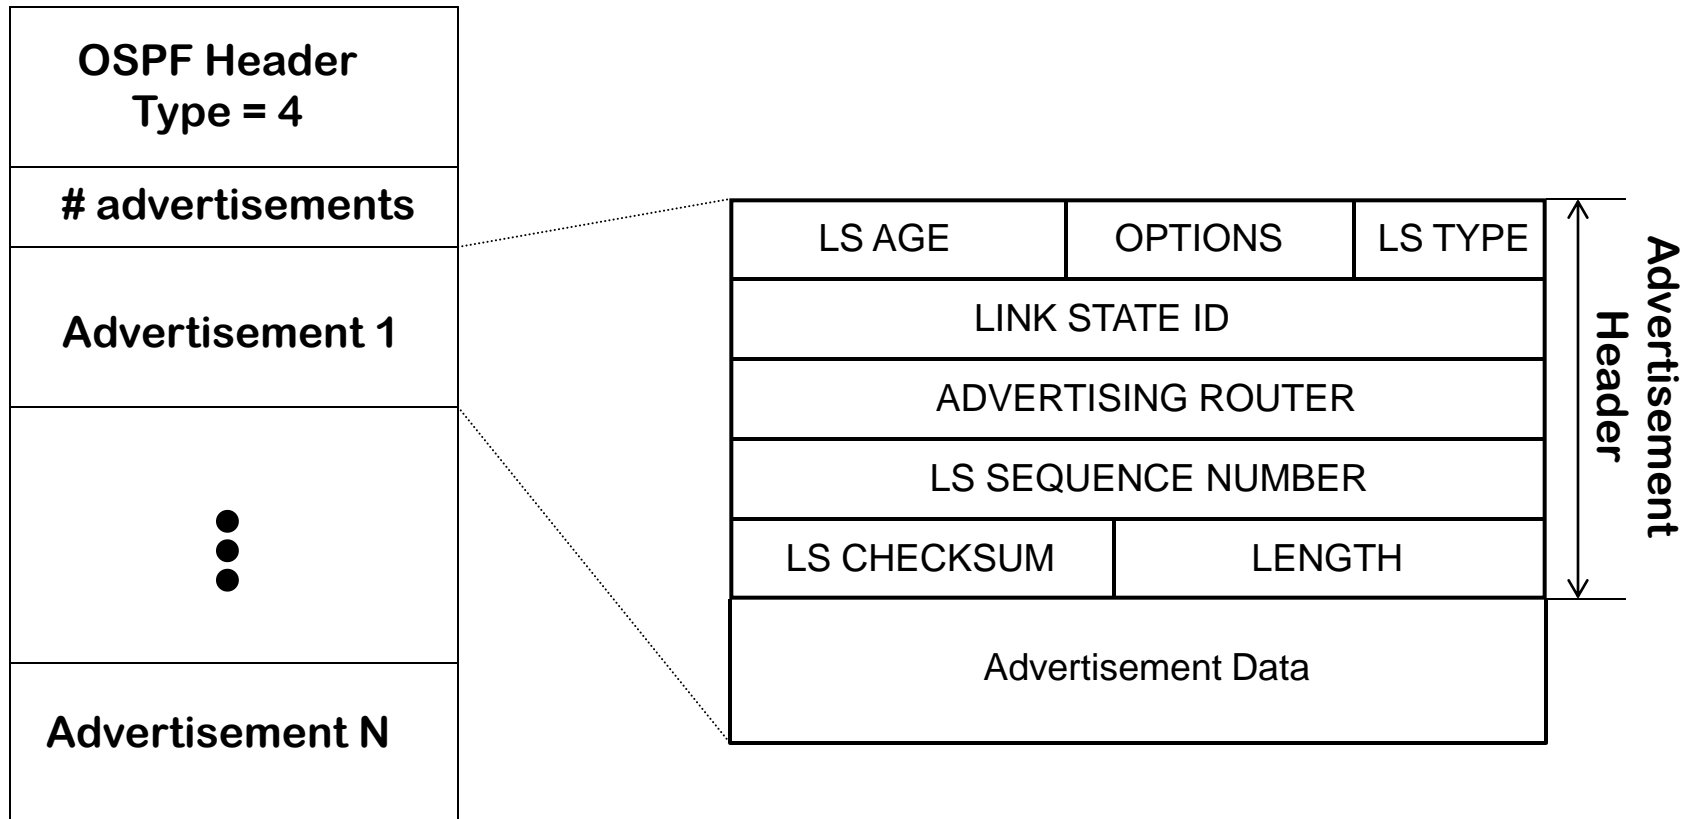 OSPF Header
Type = 4
# advertisements
Advertisement 1
Advertisement N
LS AGE
OPTIONS
LS TYPE
LINK STATE ID
ADVERTISING ROUTER
LS SEQUENCE NUMBER
LS CHECKSUM
LENGTH
Advertisement Data
Advertisement
Header